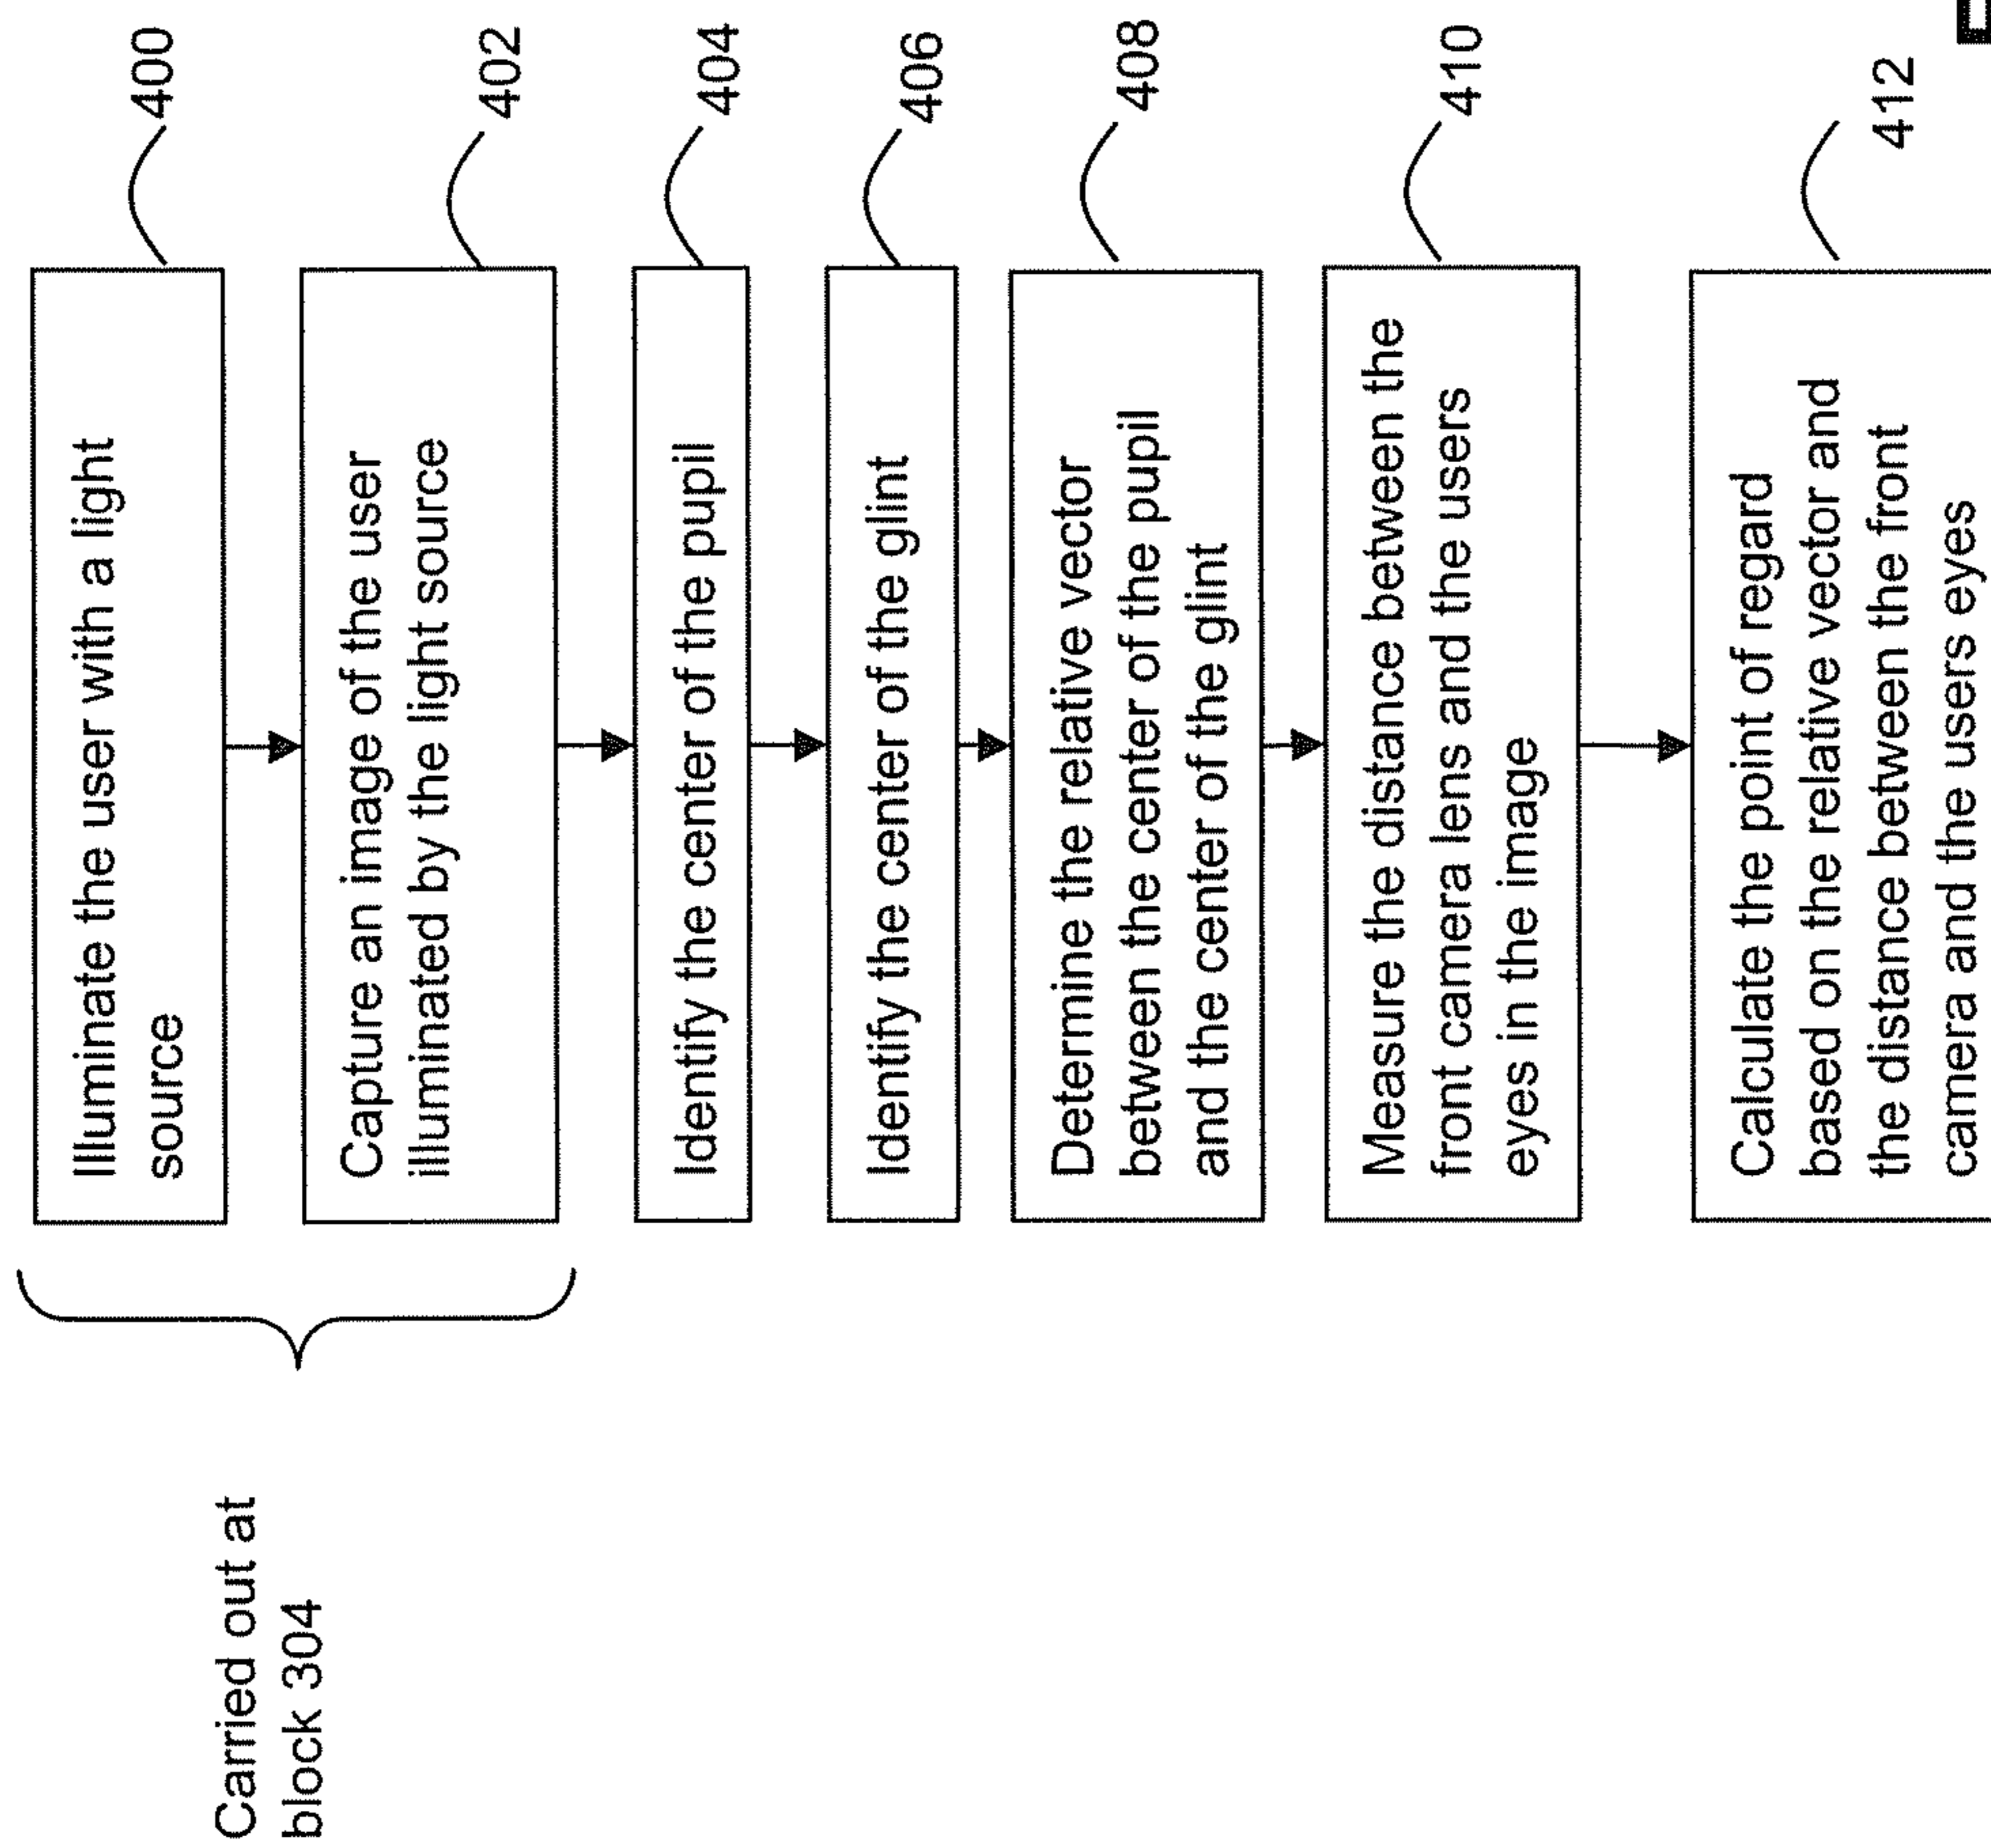 Carried out at
block 304
Illuminate the user with a light
source
400
Capture an image of the user
illuminated by the light source
402
Identify the center of the pupil
404
Identify the center of the glint
406
Determine the relative vector
between the center of the pupil
and the center of the glint
408
Measure the distance between the
front camera lens and the users
eyes in the image
410
Calculate the point of regard
based on the relative vector and
the distance between the front
camera and the users eyes
412